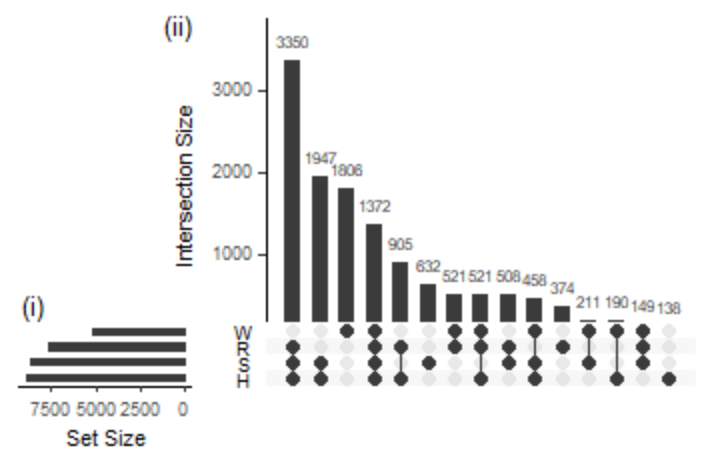 (ii)
3350
3000
1947
1806
2000
1372
1000
905
632
521
521
508
458
374
211
190
149
138
Intersection Size
(i)
W
R
S
H
7500 5000 2500 0
Set Size